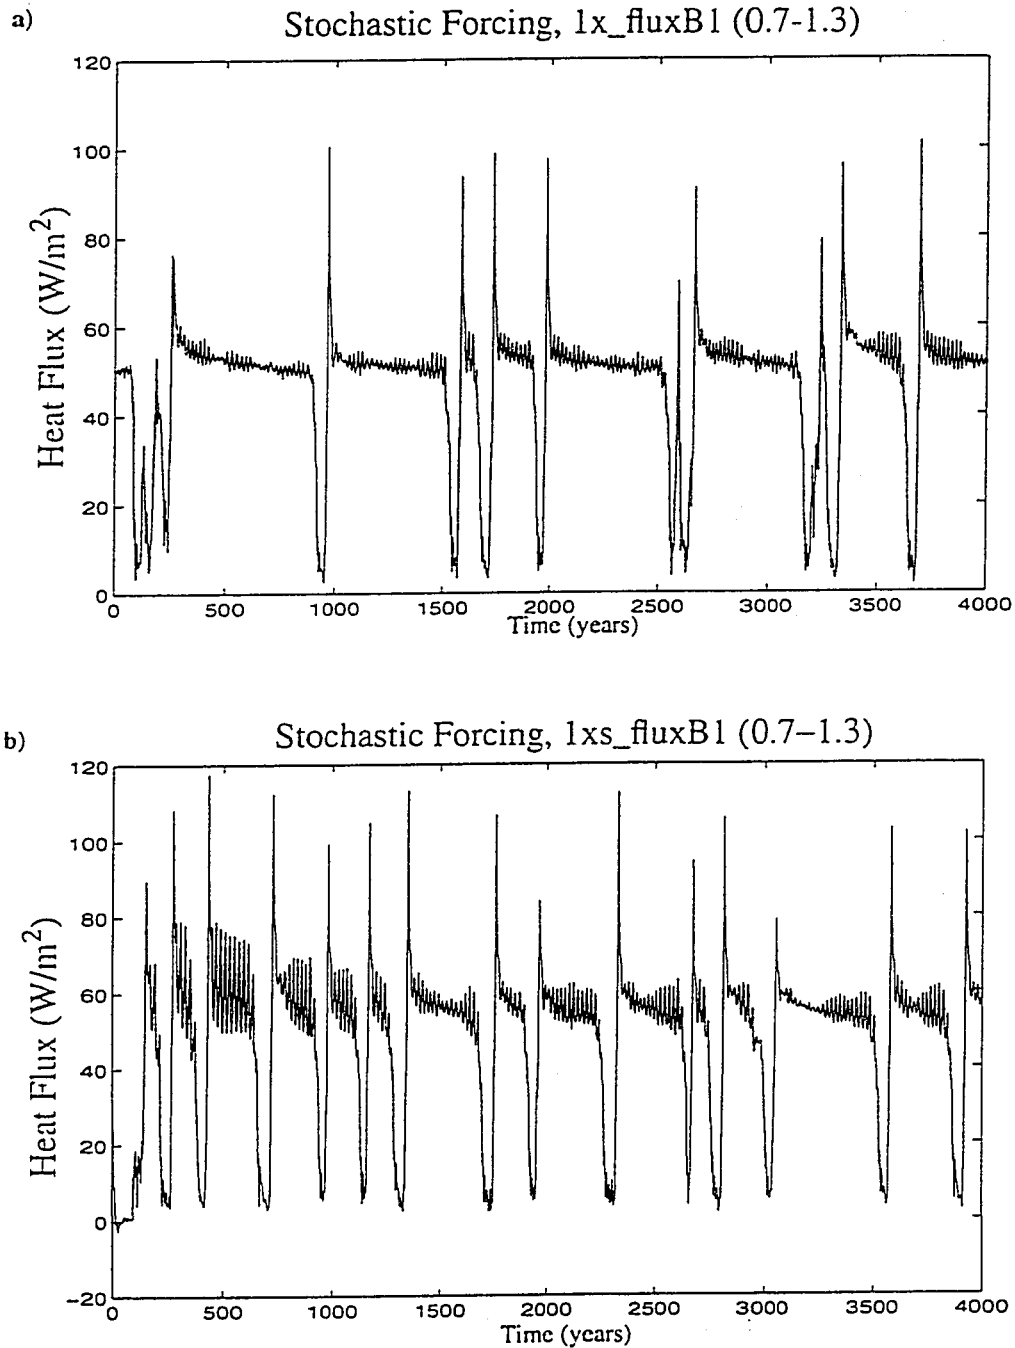 a)
Stochastic Forcing, 1x_fluxB1 (0.7-1.3)
120
100
80
60
40
20
0
Heat Flux (W/m²)
0 500 1000 1500 2000 2500 3000 3500 4000
Time (years)
b)
Stochastic Forcing, 1xs_fluxB1 (0.7–1.3)
120
100
80
60
40
20
0
−20
Heat Flux (W/m²)
0 500 1000 1500 2000 2500 3000 3500 4000
Time (years)